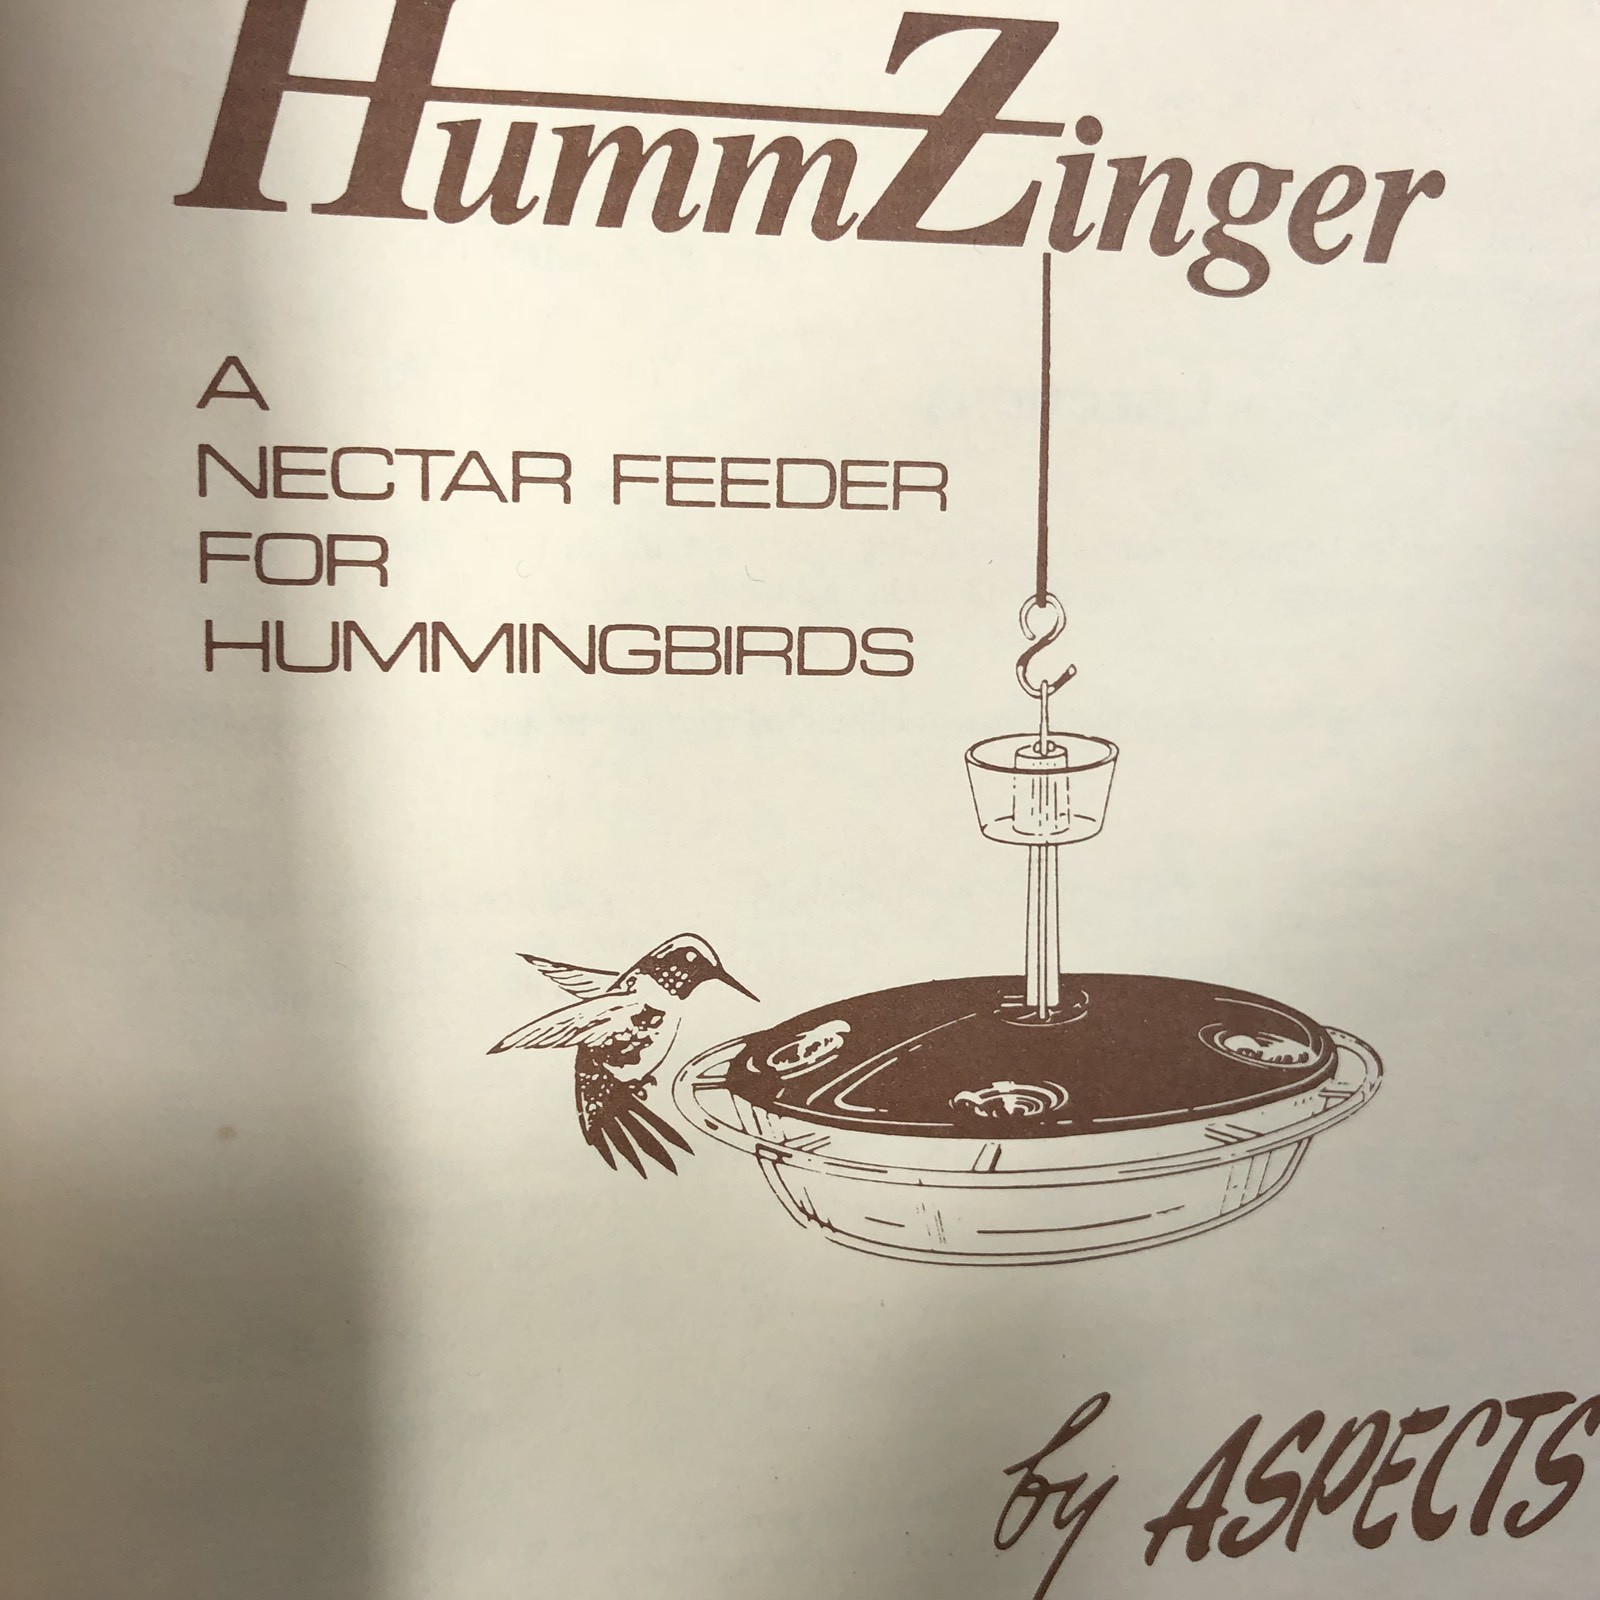 HummZinger
A
NECTAR FEEDER
FOR
HUMMINGBIRDS
by ASPECTS